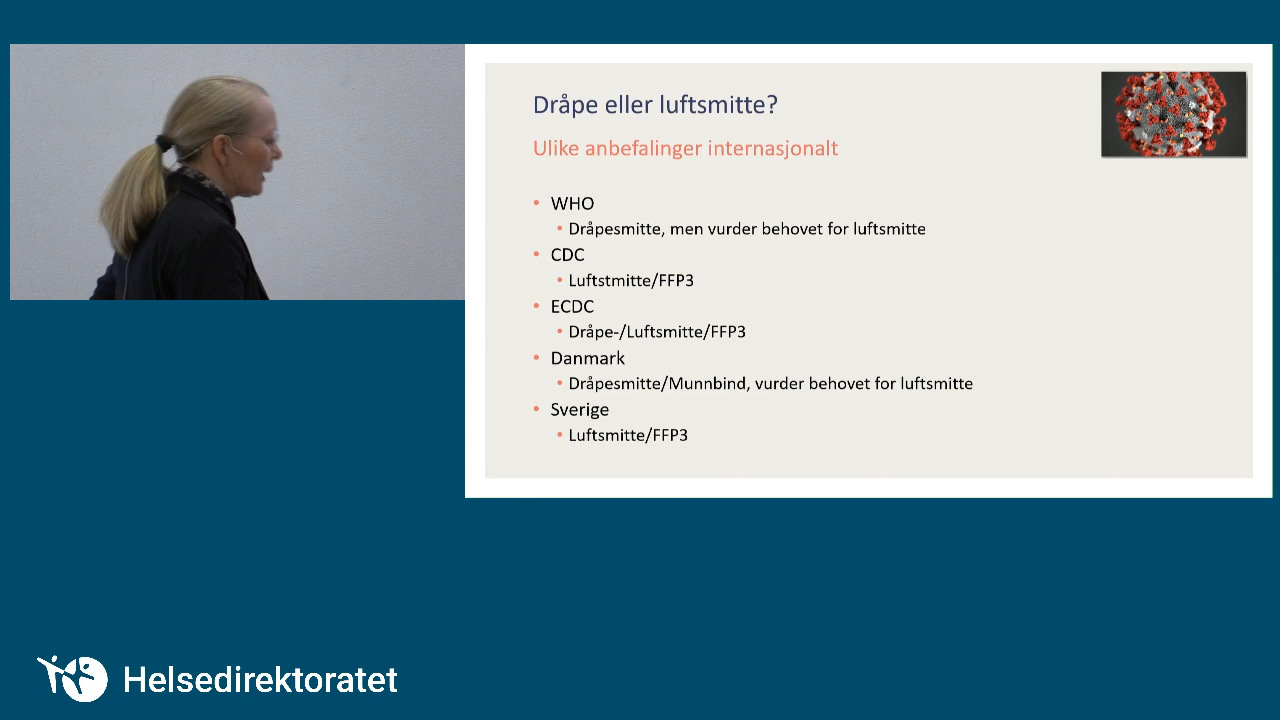 Dråpe eller luftsmitte?
Ulike anbefalinger internasjonalt
• WHO
• Dråpesmitte, men vurder behovet for luftsmitte
• CDC
• Luftstmitte/FFP3
• ECDC
• Dråpe-/Luftsmitte/FFP3
• Danmark
• Dråpesmitte/Munnbind, vurder behovet for luftsmitte
• Sverige
• Luftsmitte/FFP3
Helsedirektoratet